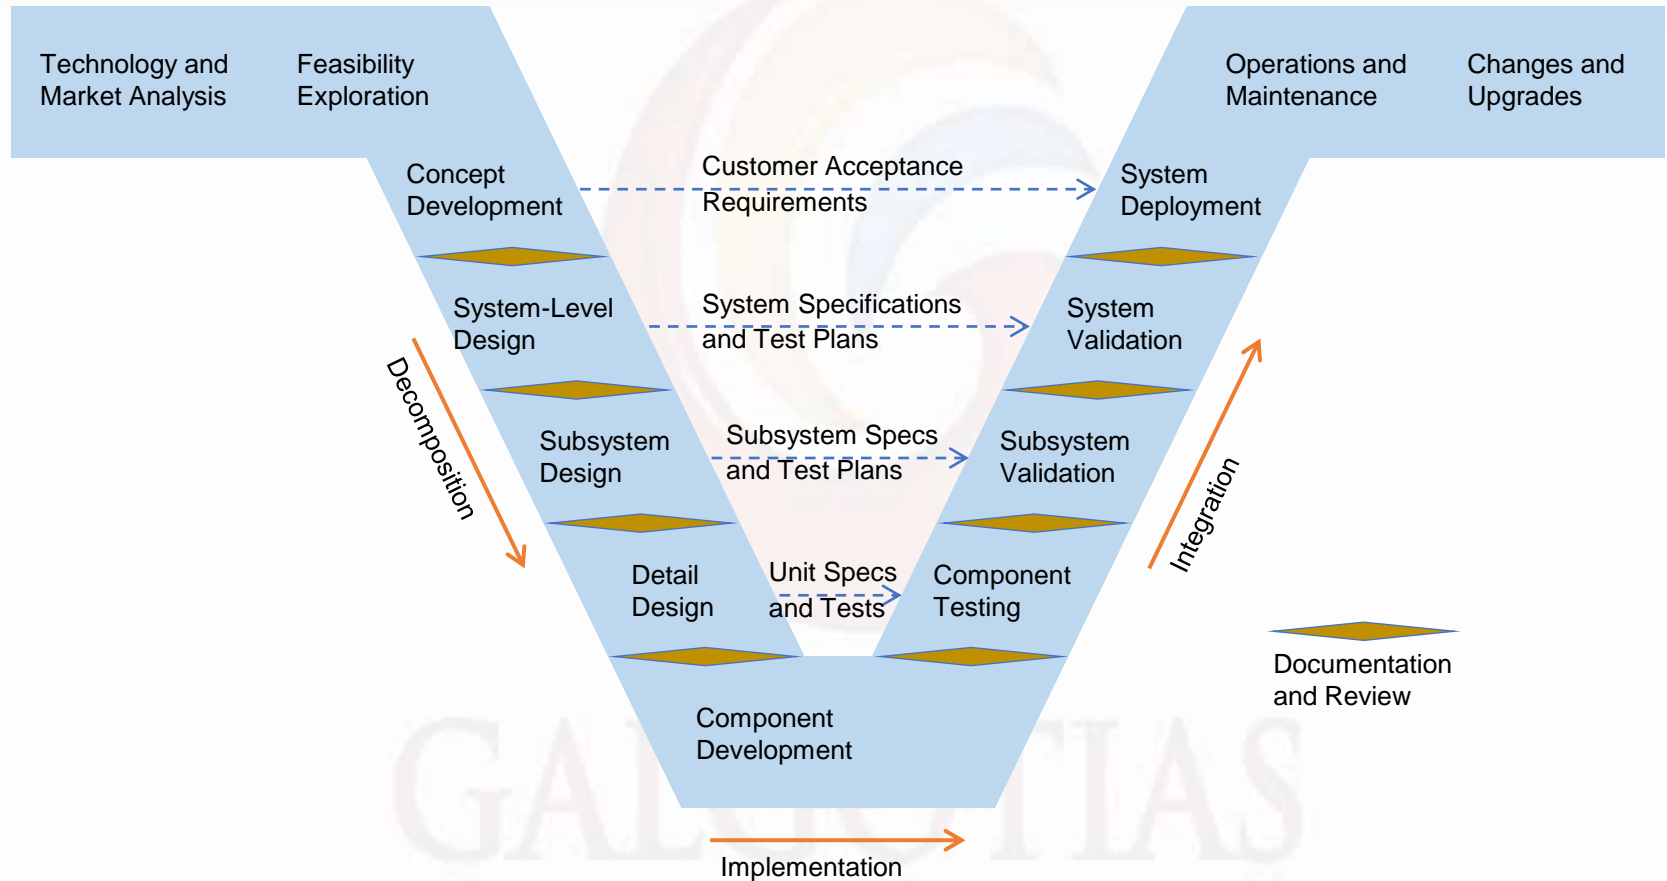 Technology and
Market Analysis
Feasibility
Exploration
Operations and
Maintenance
Changes and
Upgrades
Concept
Development
Customer Acceptance
Requirements
System
Deployment
System-Level
Design
System Specifications
and Test Plans
System
Validation
Decomposition
Subsystem
Design
Subsystem Specs
and Test Plans
Subsystem
Validation
Integration
Detail
Design
Unit Specs
and Tests
Component
Testing
Documentation
and Review
Component
Development
GALGOTIAS
Implementation